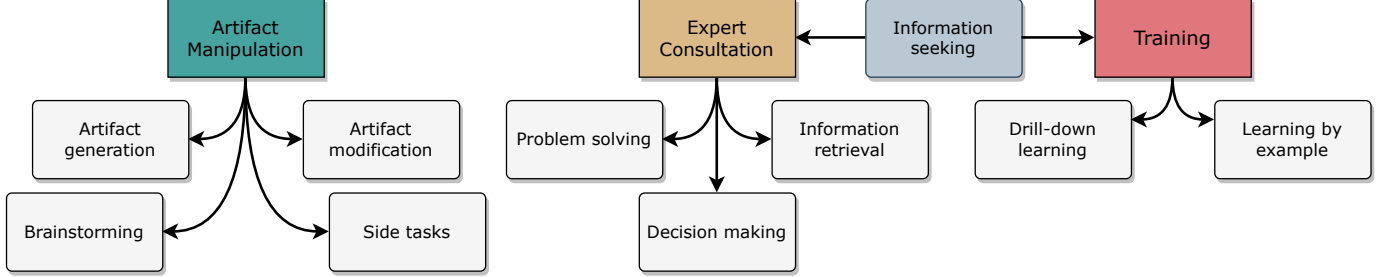 Artifact
Manipulation
Expert
Consultation
Information
seeking
Training
Artifact
generation
Artifact
modification
Problem solving
Information
retrieval
Drill-down
learning
Learning by
example
Brainstorming
Side tasks
Decision making